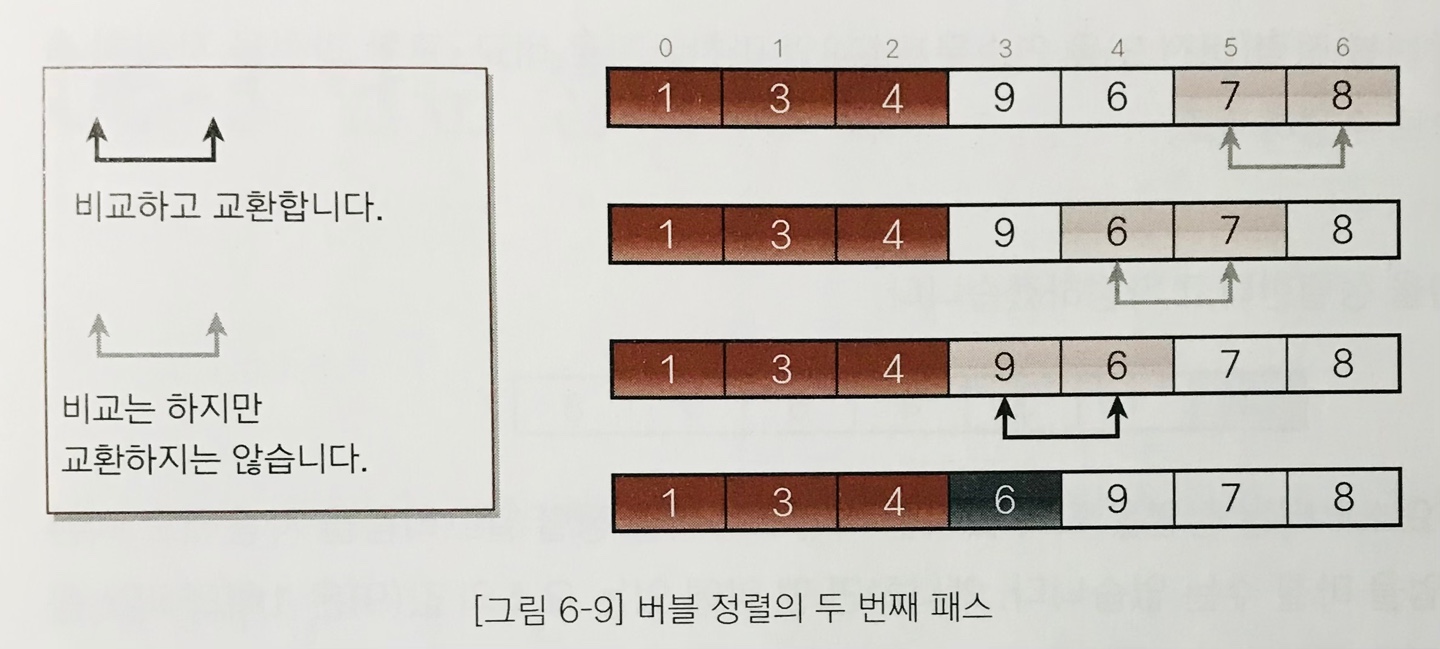 비교하고 교환합니다.
비교는 하지만
교환하지는 않습니다.
0 1 2 3 4 5 6
1 3 4 9 6 7 8
1 3 4 9 6 7 8
1 3 4 9 6 7 8
1 3 4 6 9 7 8
[그림 6-9] 버블 정렬의 두 번째 패스